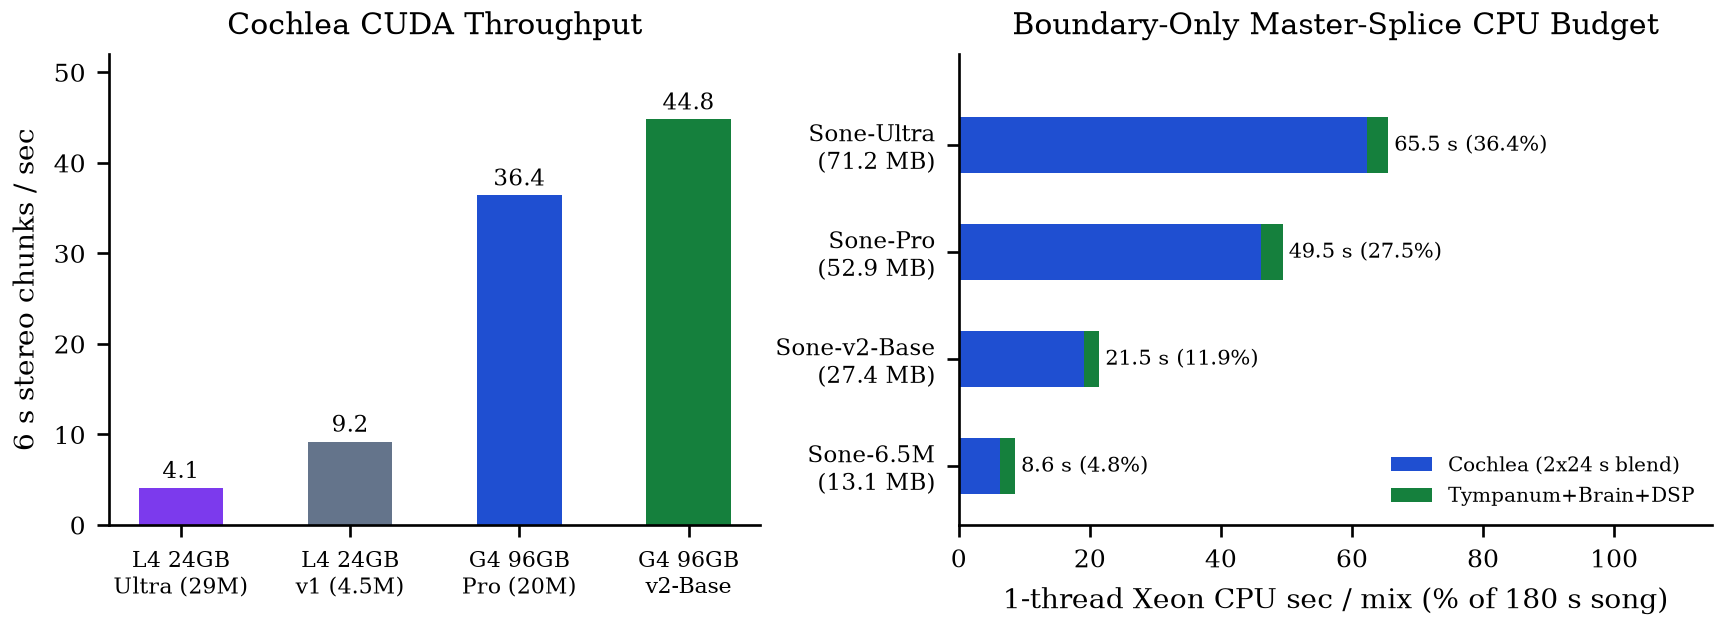 Cochlea CUDA Throughput
6 s stereo chunks / sec
50
40
30
20
10
0
4.1
9.2
36.4
44.8
L4 24GB
Ultra (29M)
L4 24GB
v1 (4.5M)
G4 96GB
Pro (20M)
G4 96GB
v2-Base
Boundary-Only Master-Splice CPU Budget
Sone-Ultra
(71.2 MB)
65.5 s (36.4%)
Sone-Pro
(52.9 MB)
49.5 s (27.5%)
Sone-v2-Base
(27.4 MB)
21.5 s (11.9%)
Sone-6.5M
(13.1 MB)
8.6 s (4.8%)
Cochlea (2x24 s blend)
Tympanum+Brain+DSP
0 20 40 60 80 100
1-thread Xeon CPU sec / mix (% of 180 s song)